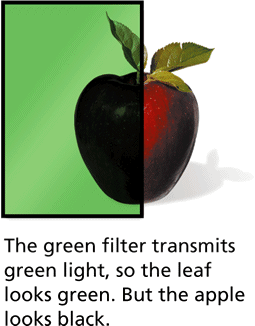 The green filter transmits
green light, so the leaf
looks green. But the apple
looks black.